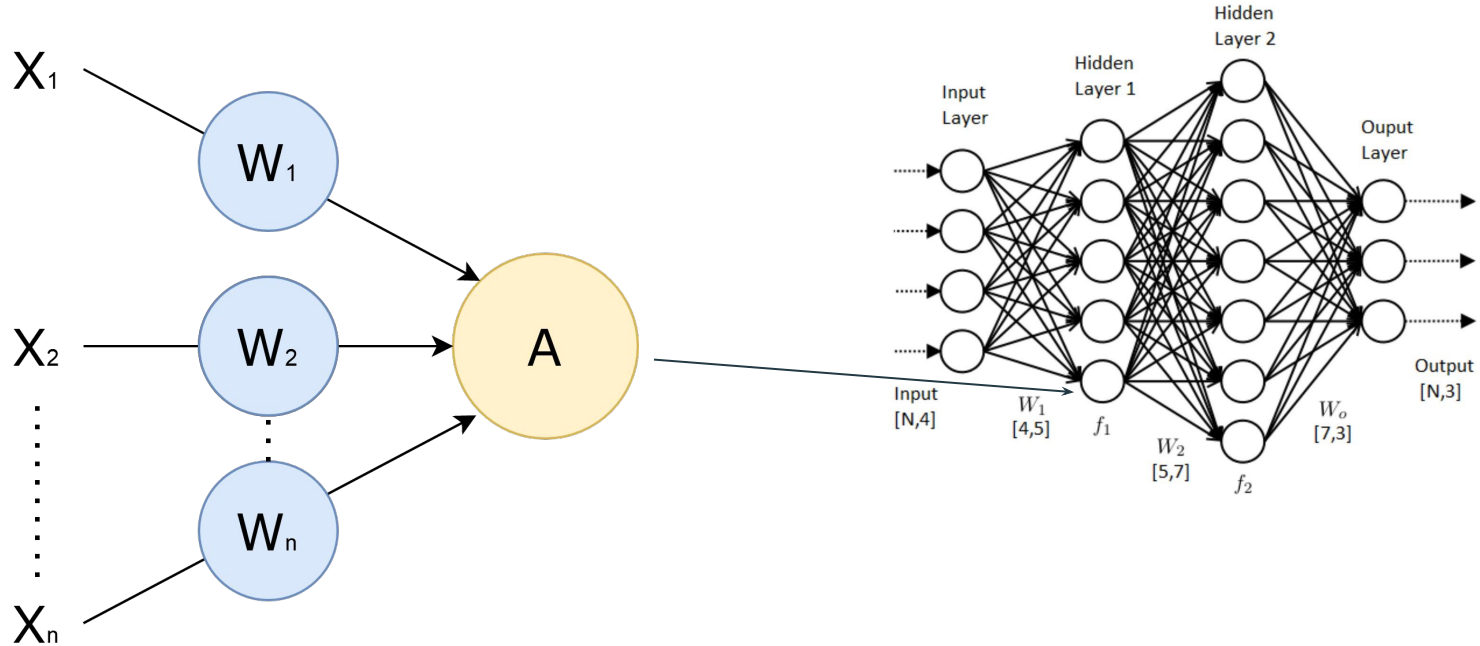 X1
W1
X2
W2
A
Wn
Xn
Input
Layer
Hidden
Layer 1
Hidden
Layer 2
Ouput
Layer
Input
[N,4]
W1
[4,5]
f1
W2
[5,7]
f2
Wo
[7,3]
Output
[N,3]